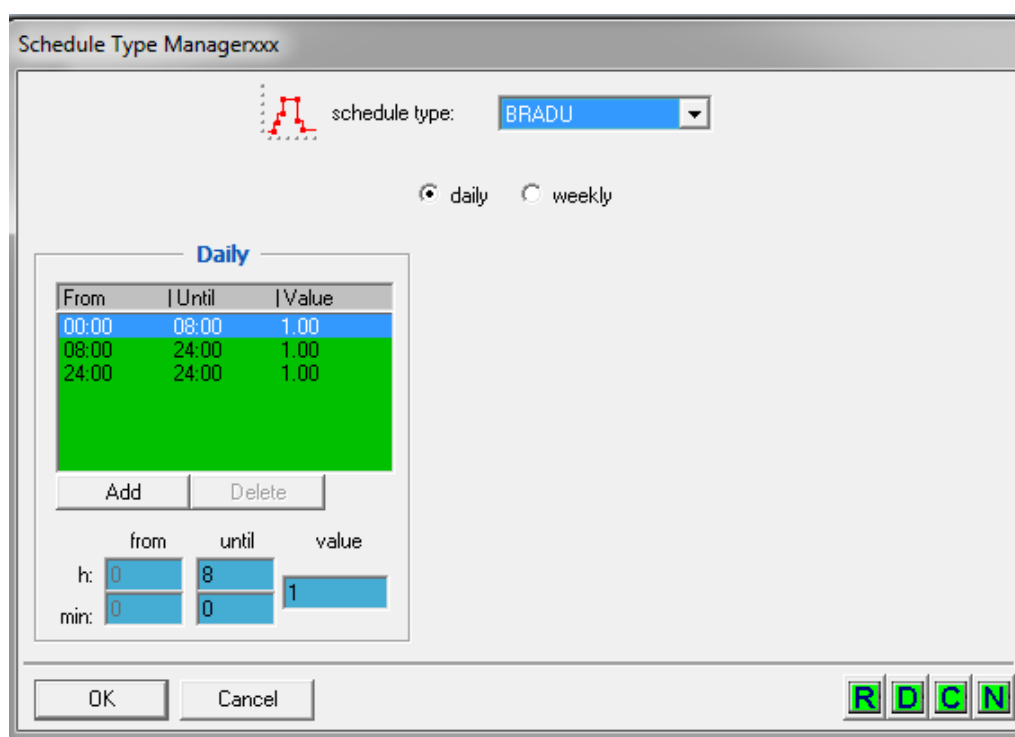 Schedule Type Managerxxx
schedule type: BRADU
daily weekly
Daily
From | Until | Value
00:00 08:00 1.00
08:00 24:00 1.00
24:00 24:00 1.00
Add Delete
from until value
h: 0 8
1
min: 0 0
OK Cancel R D C N